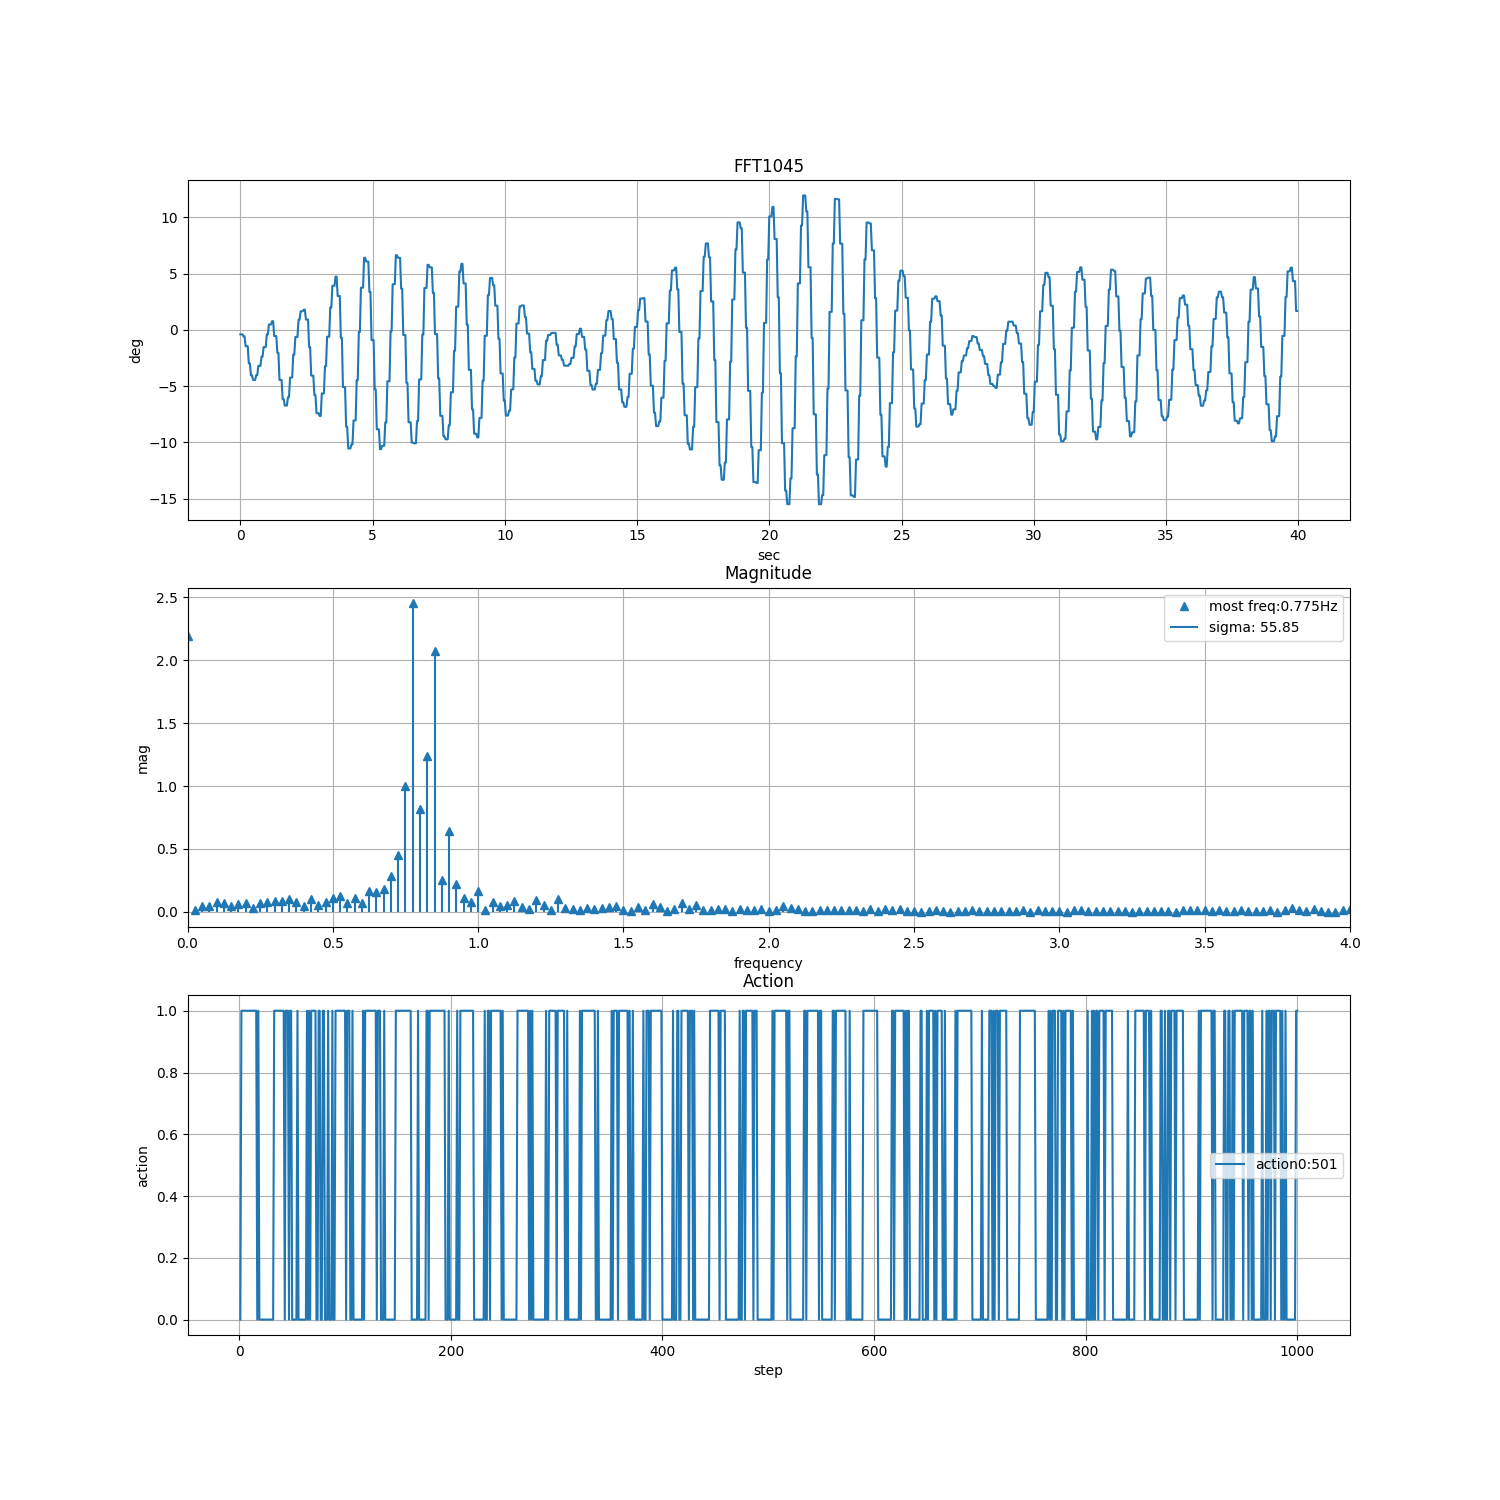 FFT1045
10
5
0
−5
−10
−15
deg
0 5 10 15 20 25 30 35 40
sec
Magnitude
most freq:0.775Hz
sigma: 55.85
2.5
2.0
1.5
1.0
0.5
0.0
mag
0.0 0.5 1.0 1.5 2.0 2.5 3.0 3.5 4.0
frequency
Action
1.0
0.8
0.6
0.4
0.2
0.0
action
action0:501
0 200 400 600 800 1000
step